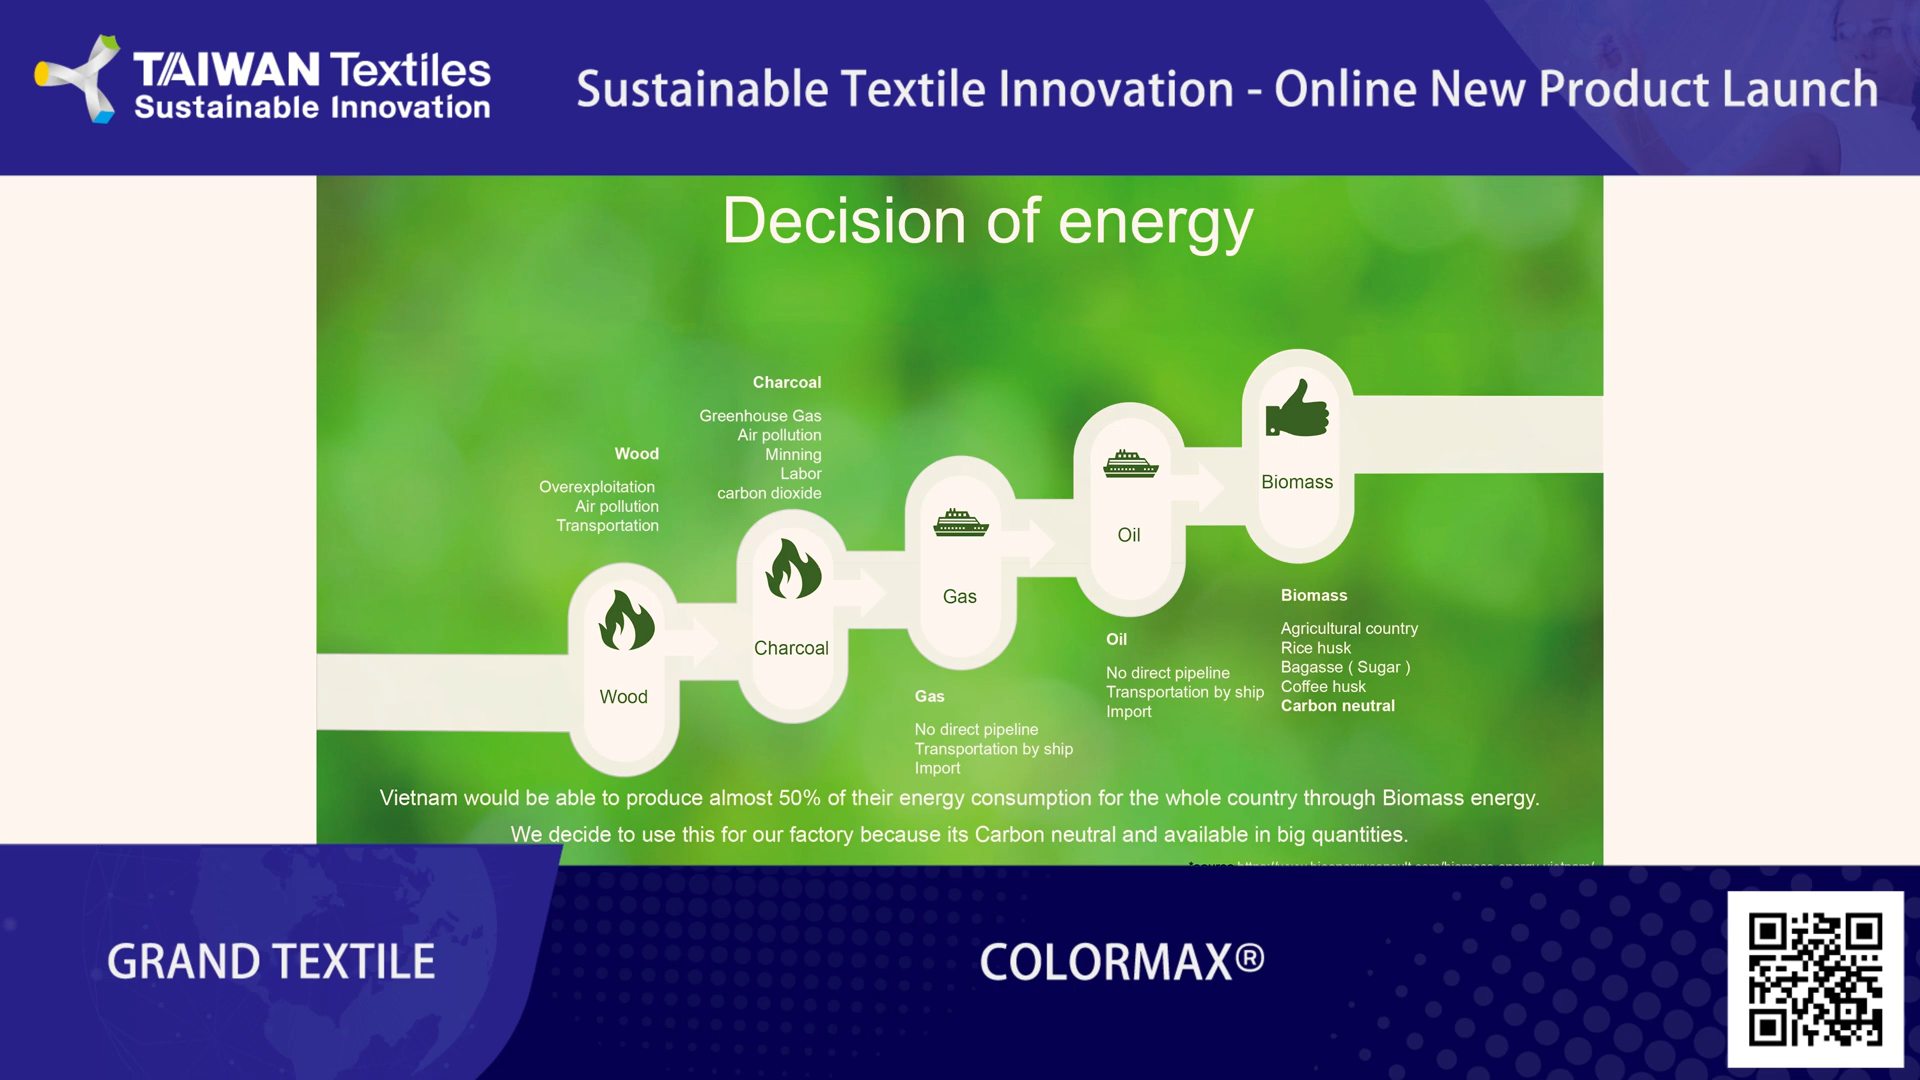 TAIWAN Textiles
Sustainable Innovation
Sustainable Textile Innovation - Online New Product Launch
Decision of energy
Charcoal
Greenhouse Gas
Air pollution
Minning
Labor
carbon dioxide
Wood
Overexploitation
Air pollution
Transportation
Wood
Charcoal
Gas
Oil
Biomass
Gas
No direct pipeline
Transportation by ship
Import
Oil
No direct pipeline
Transportation by ship
Import
Biomass
Agricultural country
Rice husk
Bagasse ( Sugar )
Coffee husk
Carbon neutral
Vietnam would be able to produce almost 50% of their energy consumption for the whole country through Biomass energy.
We decide to use this for our factory because its Carbon neutral and available in big quantities.
GRAND TEXTILE
COLORMAX®